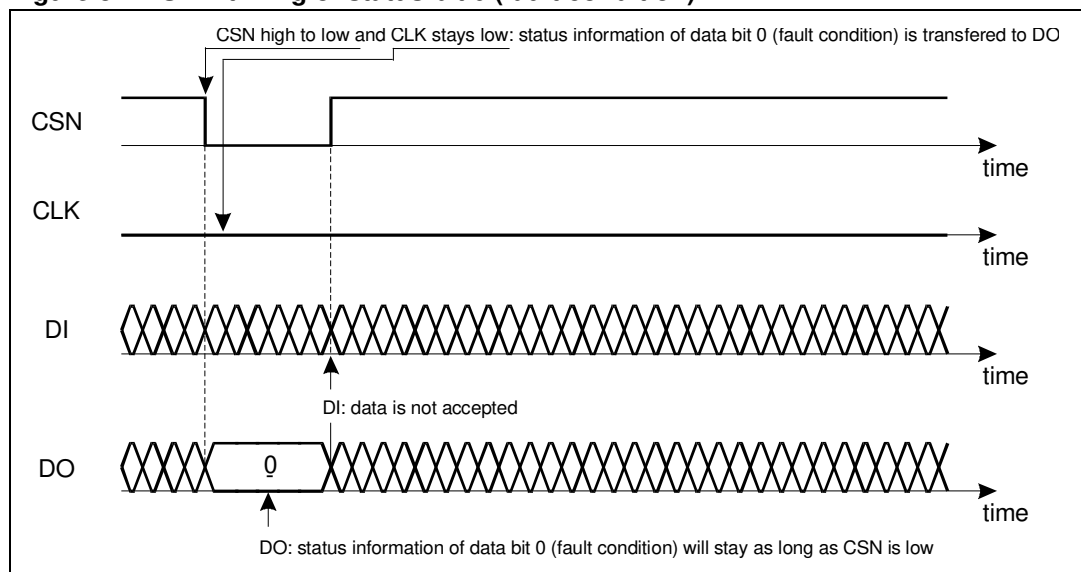 CSN high to low and CLK stays low: status information of data bit 0 (fault condition) is transfered to DO
CSN
time
CLK
time
DI
time
DI: data is not accepted
DO
0
time
DO: status information of data bit 0 (fault condition) will stay as long as CSN is low